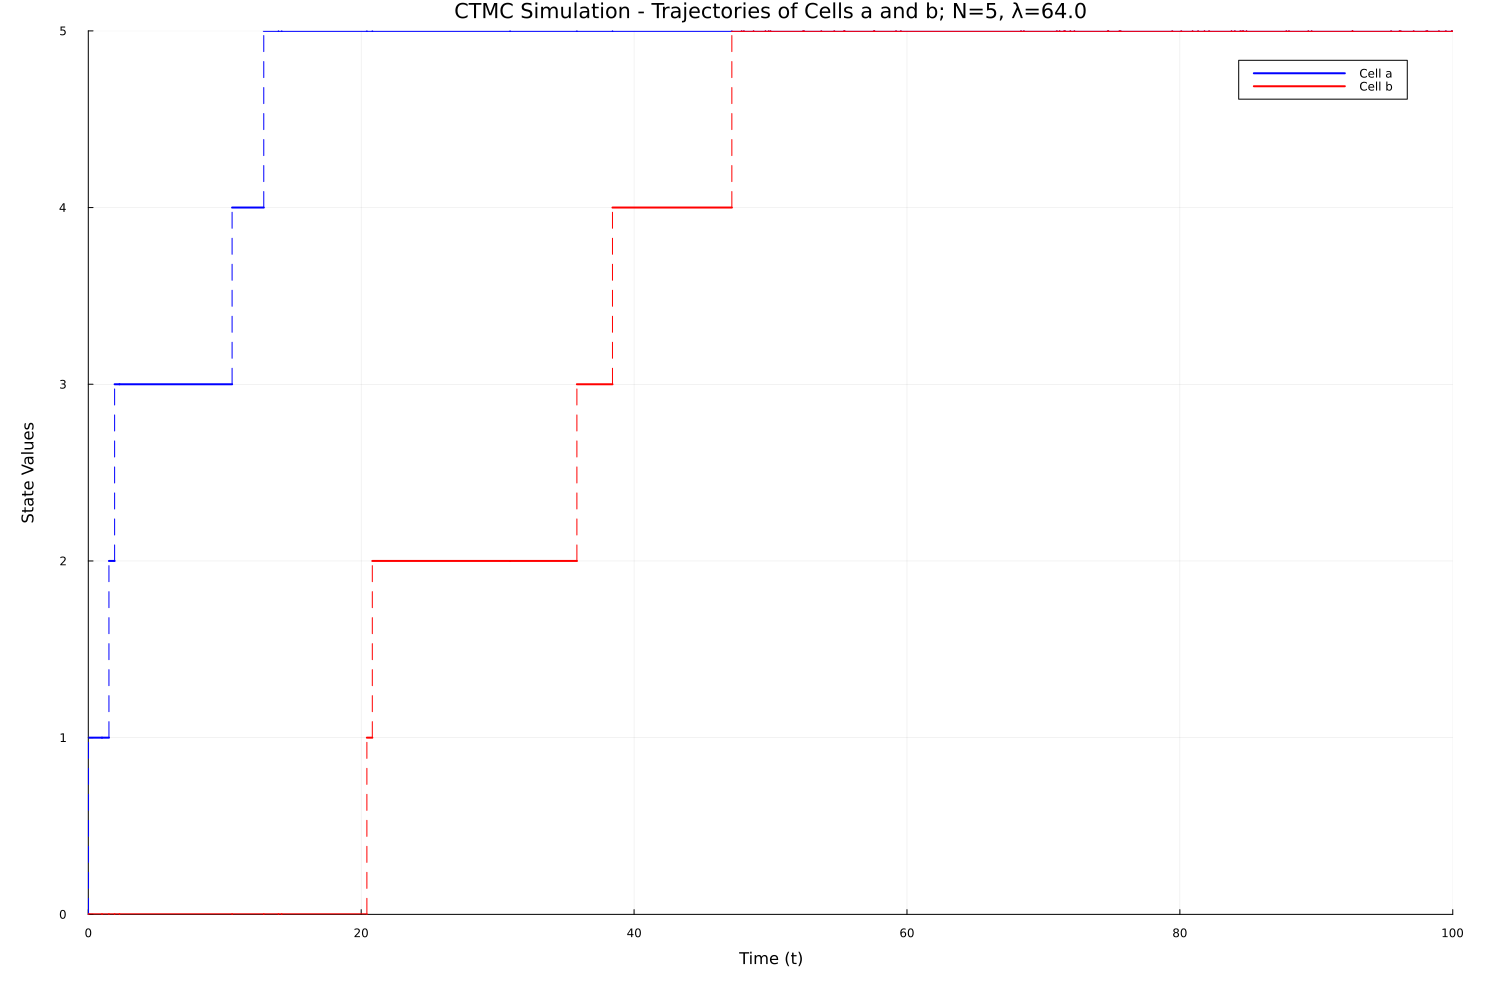 CTMC Simulation - Trajectories of Cells a and b; N=5, λ=64.0
5
Cell a
Cell b
4
3
State Values
2
1
0
0 20 40 60 80 100
Time (t)